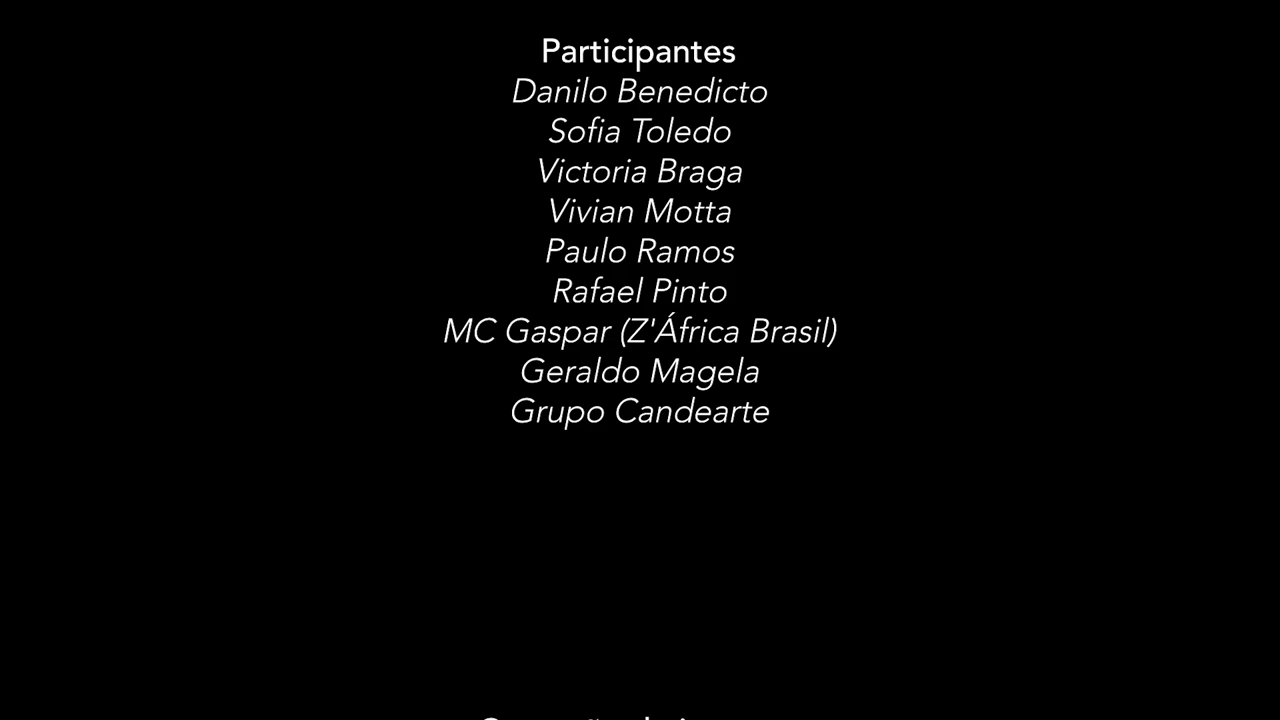 Participantes
Danilo Benedicto
Sofia Toledo
Victoria Braga
Vivian Motta
Paulo Ramos
Rafael Pinto
MC Gaspar (Z'África Brasil)
Geraldo Magela
Grupo Candearte